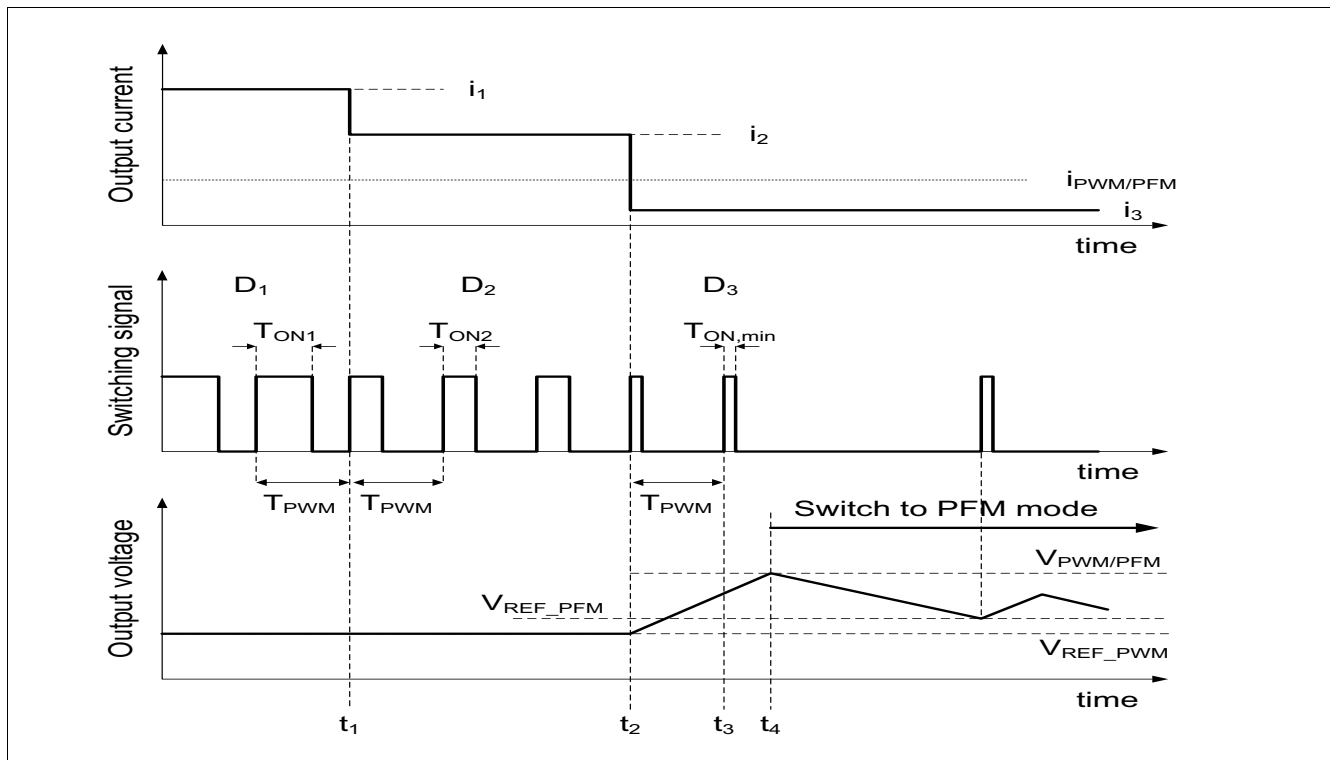 Output current
i1
i2
iPWM/PFM
i3
time
Switching signal
D1 D2 D3
TON1 TON2 TON,min
time
TPWM TPWM TPWM
Output voltage
Switch to PFM mode
VPWM/PFM
VREF_PFM
VREF_PWM
time
t1 t2 t3 t4